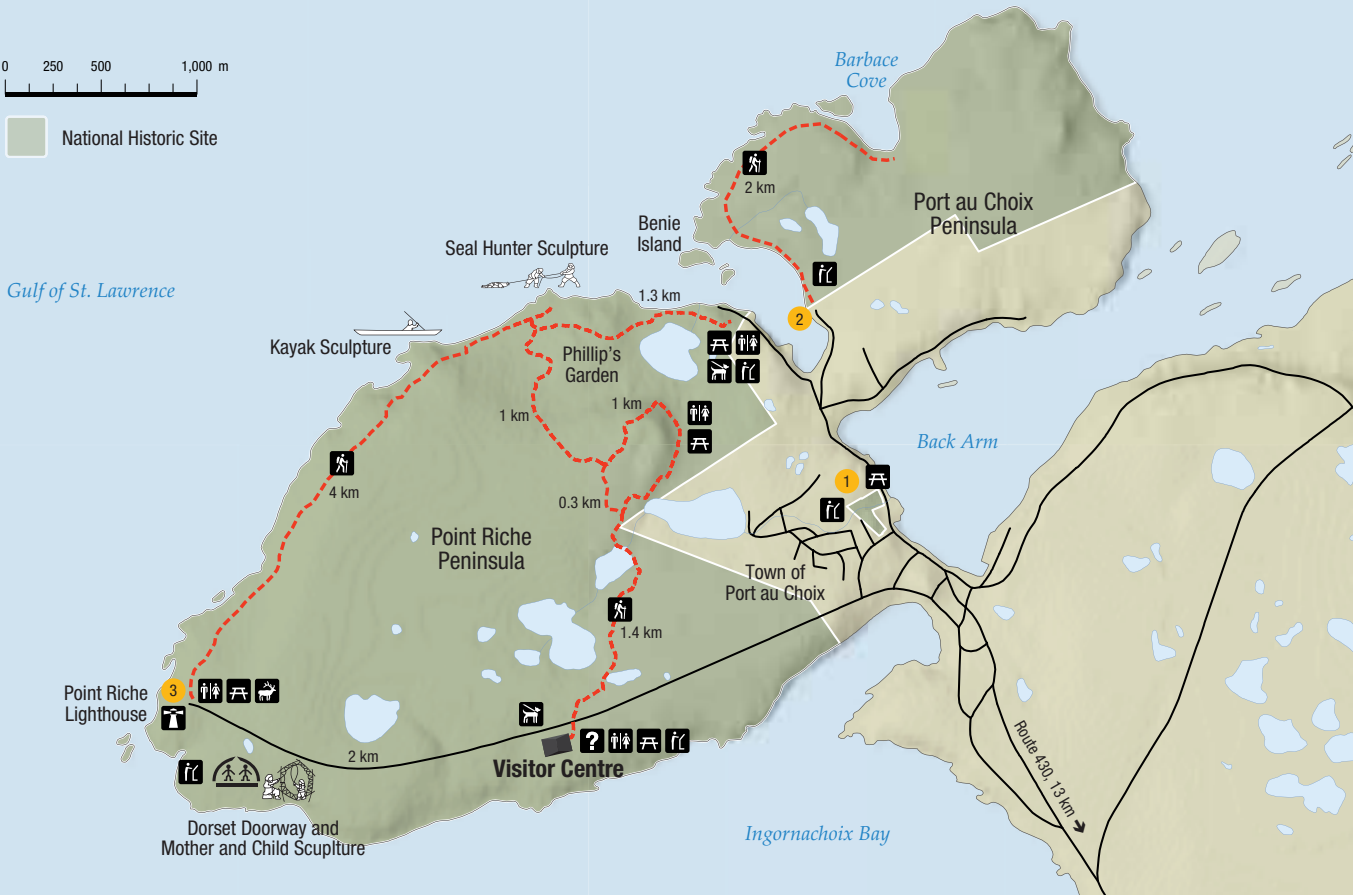 0 250 500 1,000 m
National Historic Site
Barbace
Cove
2 km
Port au Choix
Peninsula
Benie
Island
Seal Hunter Sculpture
Gulf of St. Lawrence
1.3 km
2
Kayak Sculpture
Phillip's
Garden
1 km
1 km
Back Arm
1
4 km
0.3 km
Point Riche
Peninsula
Town of
Port au Choix
1.4 km
3
Point Riche
Lighthouse
2 km
?
Visitor Centre
Route 430, 13 km
Dorset Doorway and
Mother and Child Scuplture
Ingornachoix Bay